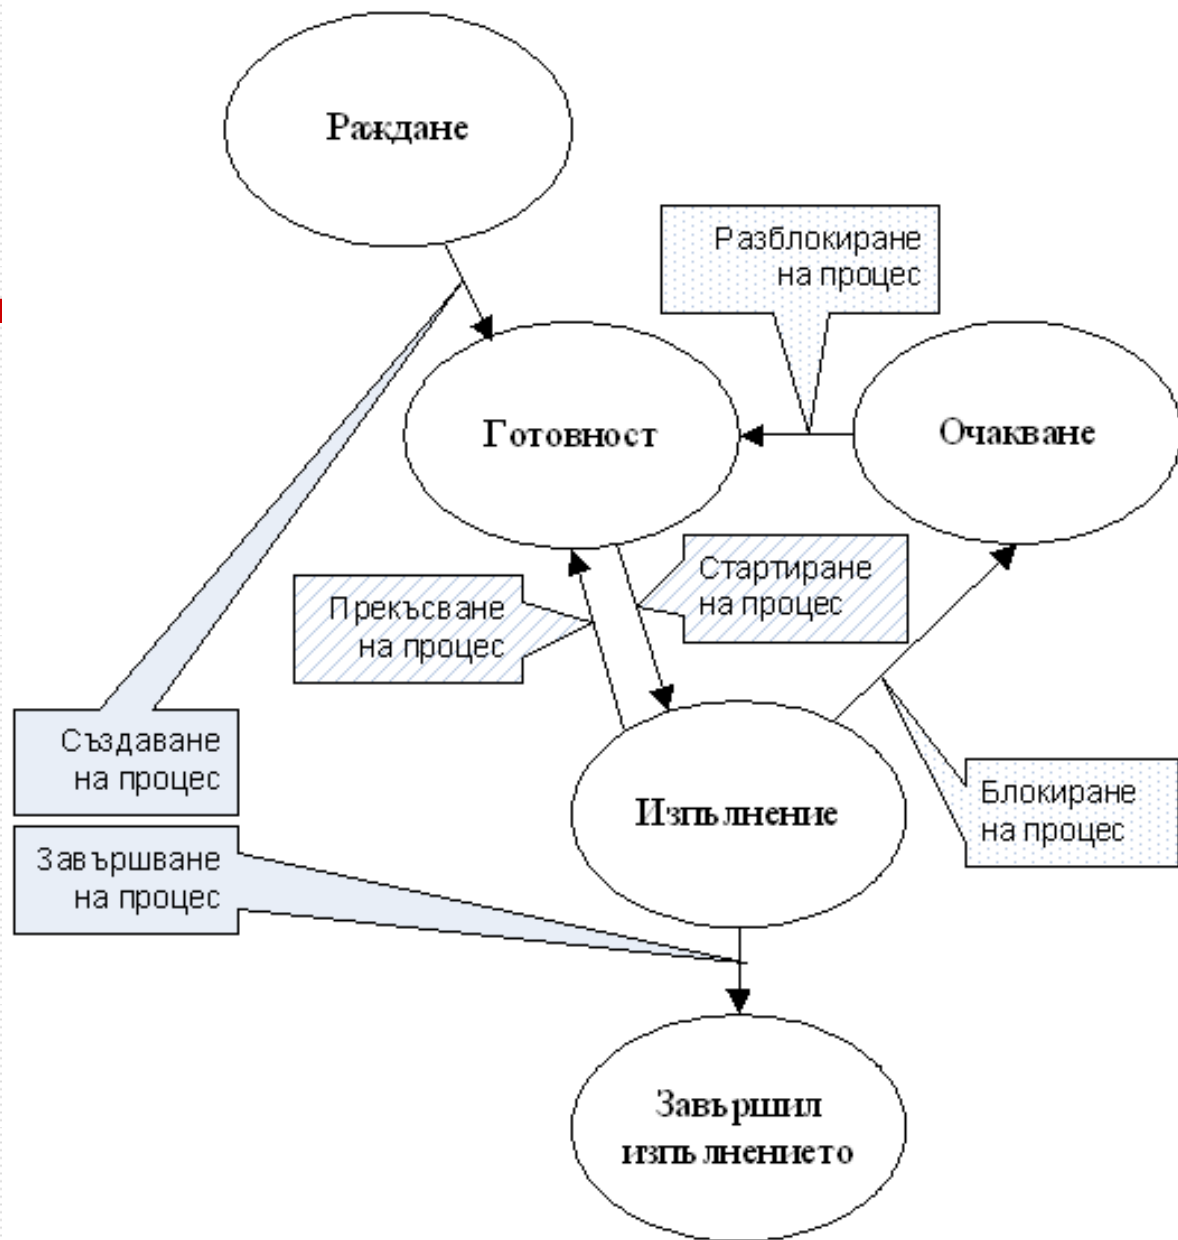 Раждане
Разблокиране
на процес
Готовност
Очакване
Стартиране
на процес
Прекъсване
на процес
Създаване
на процес
Изпълнение
Блокиране
на процес
Завършване
на процес
Завършил
изпълнението